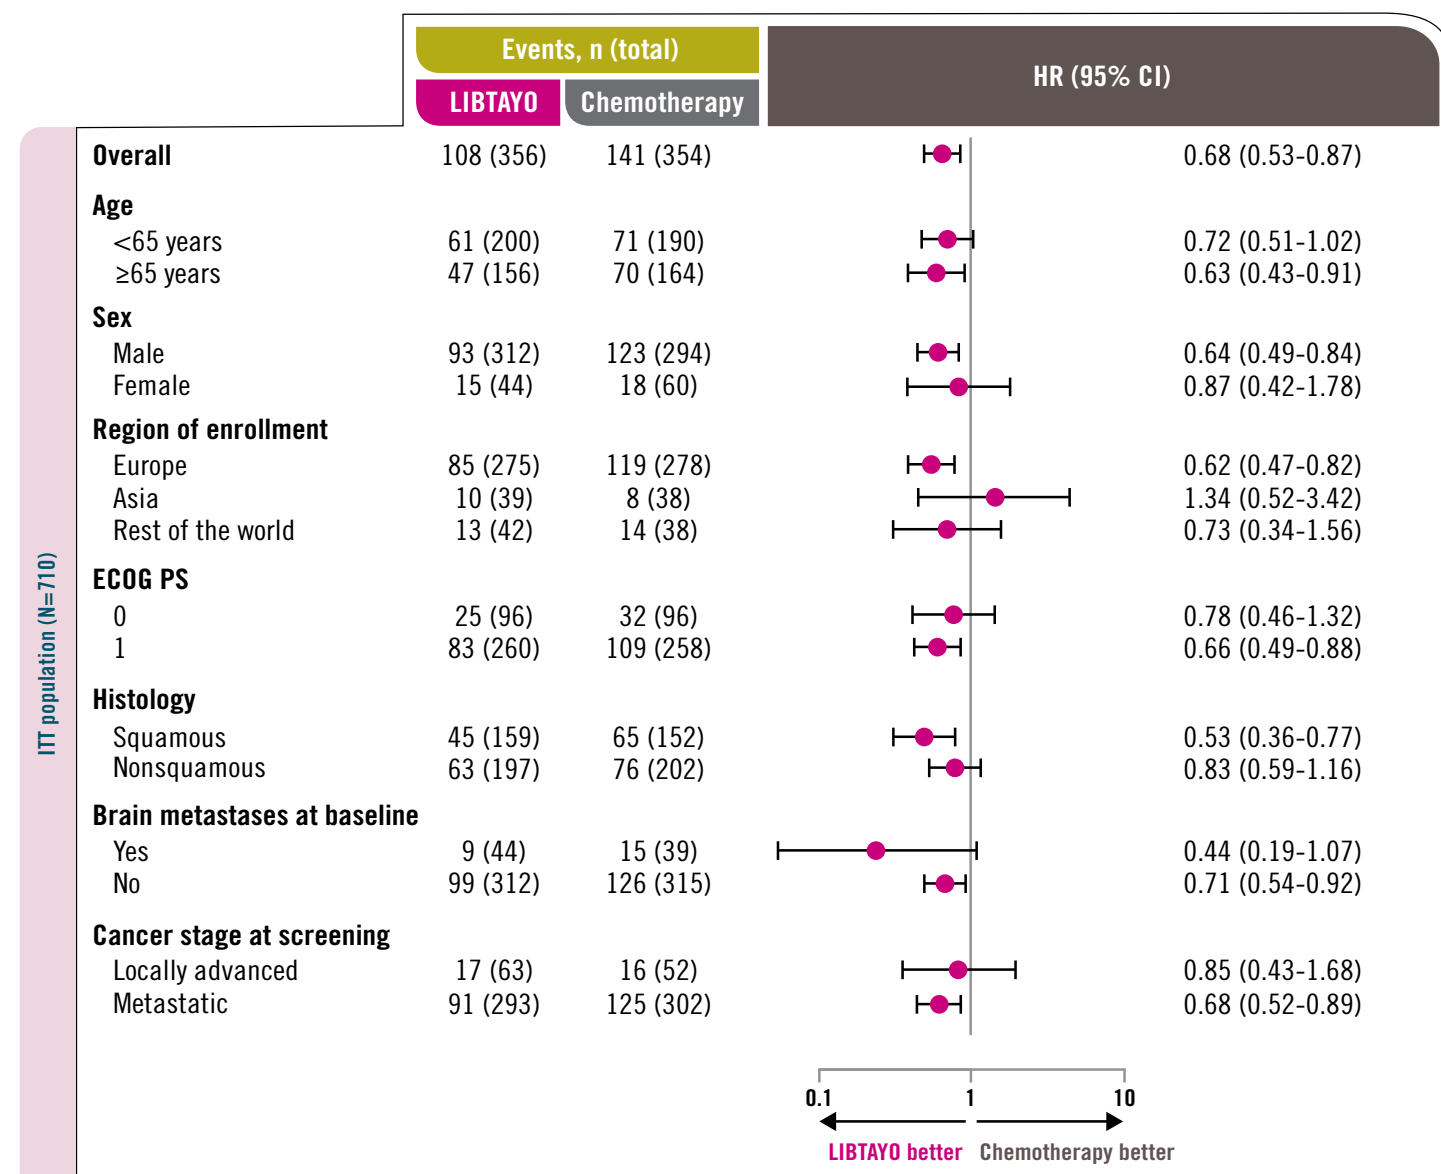 Events, n (total)
HR (95% CI)
LIBTAYO Chemotherapy
Overall 108 (356) 141 (354) 0.68 (0.53-0.87)
Age
<65 years 61 (200) 71 (190) 0.72 (0.51-1.02)
≥65 years 47 (156) 70 (164) 0.63 (0.43-0.91)
Sex
Male 93 (312) 123 (294) 0.64 (0.49-0.84)
Female 15 (44) 18 (60) 0.87 (0.42-1.78)
Region of enrollment
Europe 85 (275) 119 (278) 0.62 (0.47-0.82)
Asia 10 (39) 8 (38) 1.34 (0.52-3.42)
Rest of the world 13 (42) 14 (38) 0.73 (0.34-1.56)
ECOG PS
0 25 (96) 32 (96) 0.78 (0.46-1.32)
1 83 (260) 109 (258) 0.66 (0.49-0.88)
Histology
Squamous 45 (159) 65 (152) 0.53 (0.36-0.77)
Nonsquamous 63 (197) 76 (202) 0.83 (0.59-1.16)
Brain metastases at baseline
Yes 9 (44) 15 (39) 0.44 (0.19-1.07)
No 99 (312) 126 (315) 0.71 (0.54-0.92)
Cancer stage at screening
Locally advanced 17 (63) 16 (52) 0.85 (0.43-1.68)
Metastatic 91 (293) 125 (302) 0.68 (0.52-0.89)
ITT population (N=710)
0.1 1 10
LIBTAYO better Chemotherapy better